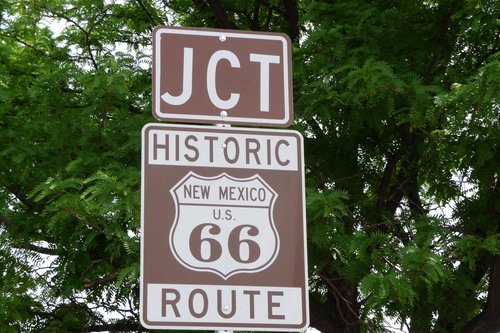 JCT
HISTORIC
NEW MEXICO
U.S.
66
ROUTE